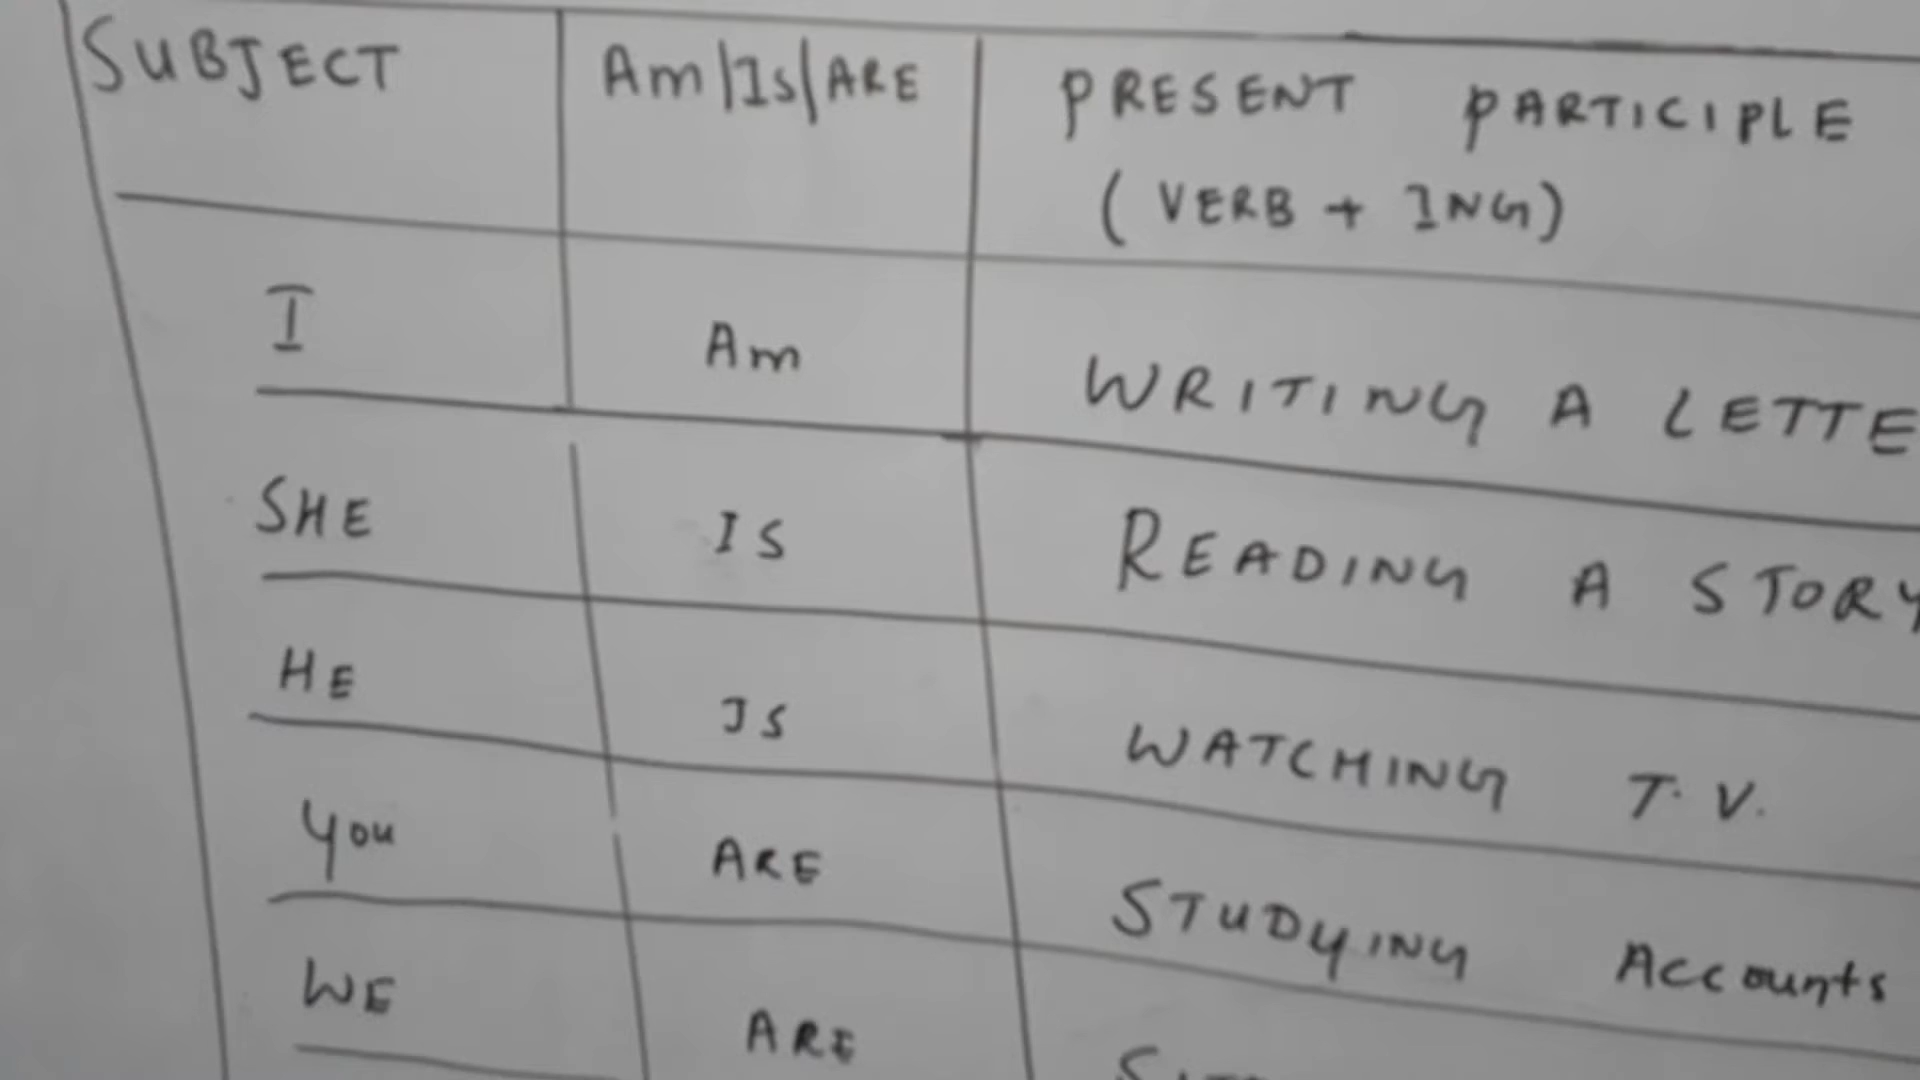 SUBJECT Am/Is/ARE PRESENT PARTICIPLE
(VERB + ING)
I Am WRITING A LETTE
SHE IS READING A STORY
HE IS WATCHING T.V.
You ARE STUDYING Accounts
WE ARE